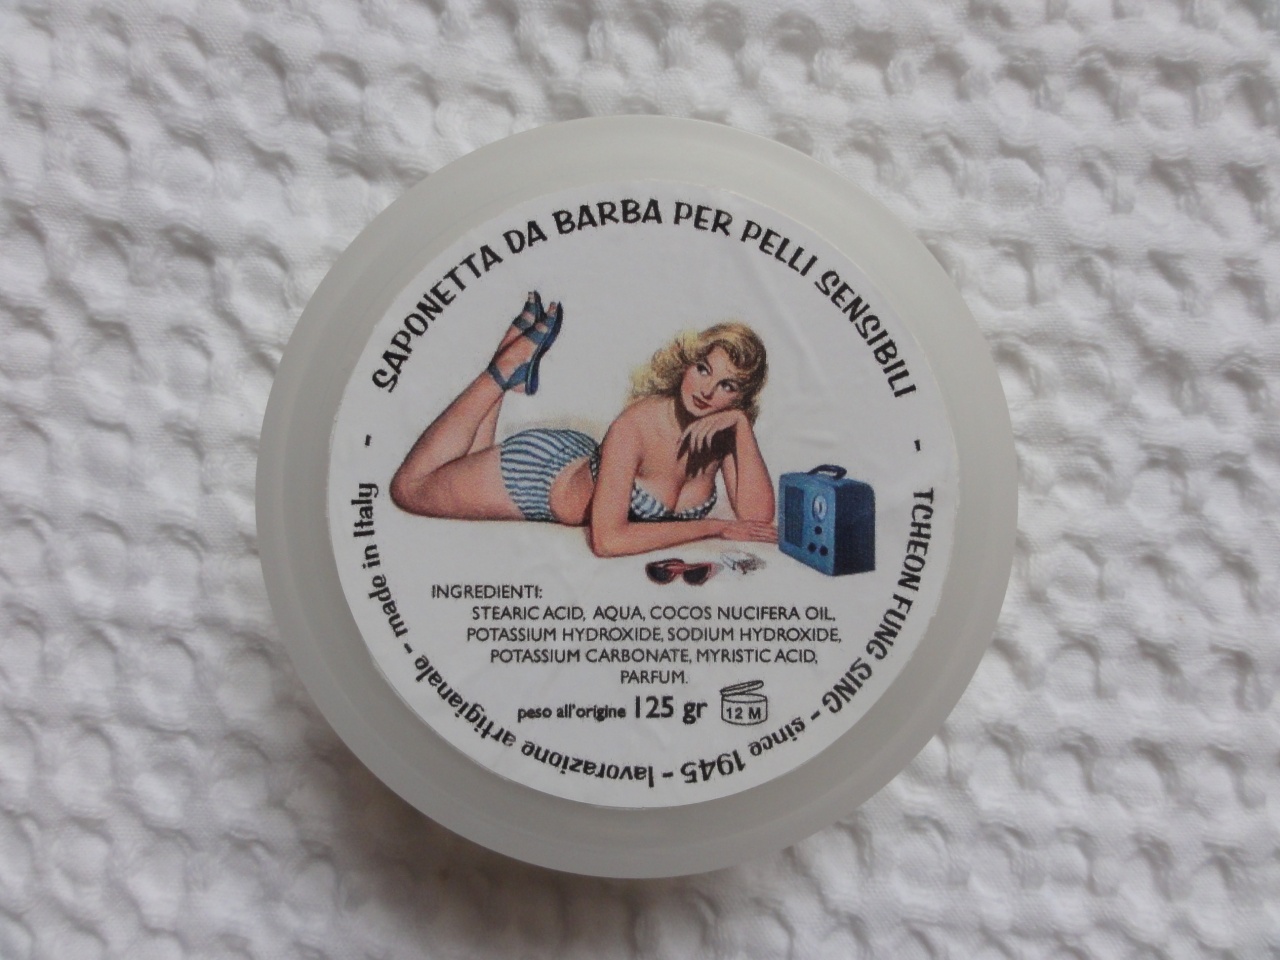 SAPONETTA DA BARBA PER PELLI SENSIBILI
-
TCHEON FUNG SING - since 1945 - lavorazione artigianale - made in Italy
-
INGREDIENTI:
STEARIC ACID, AQUA, COCOS NUCIFERA OIL,
POTASSIUM HYDROXIDE, SODIUM HYDROXIDE,
POTASSIUM CARBONATE, MYRISTIC ACID,
PARFUM.
peso all'origine 125 gr
12 M